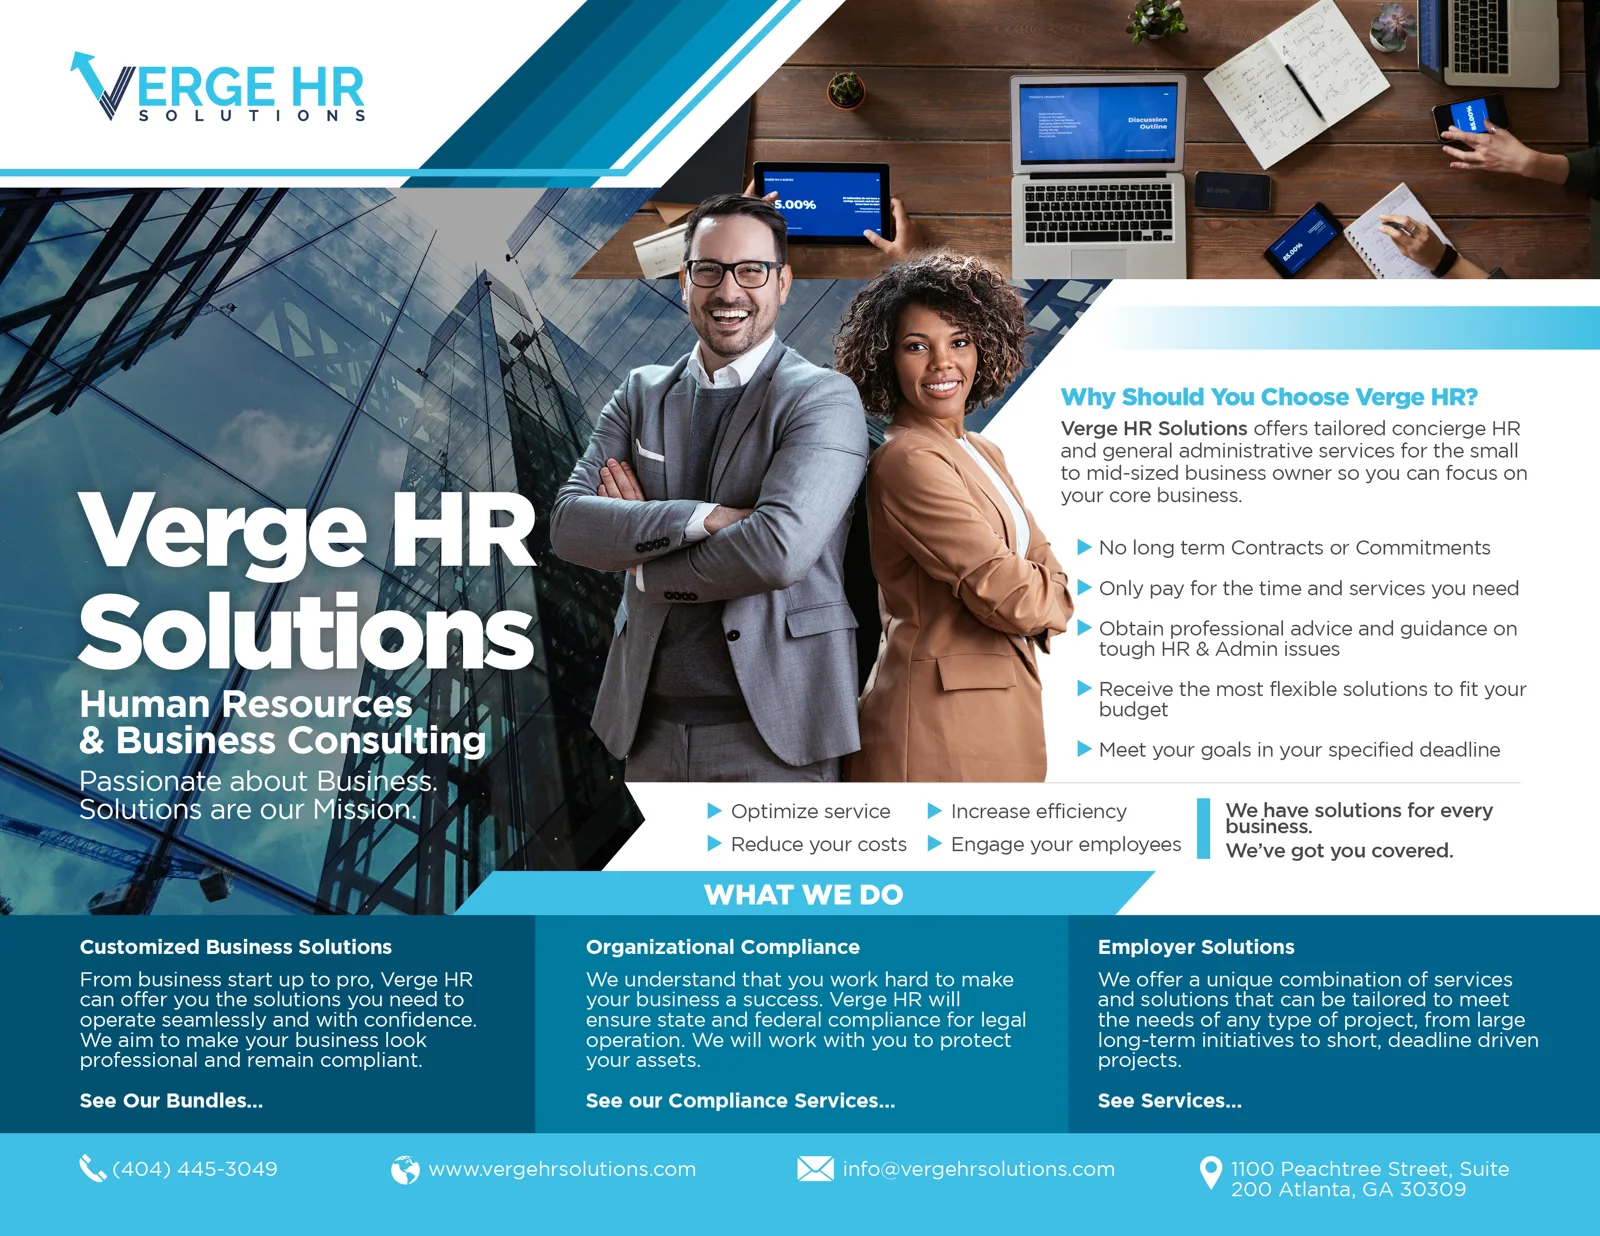 VERGE HR
SOLUTIONS
Discussion
Outline
5.00%
85.00%
85.00%
85.00%
Verge HR
Solutions
Human Resources
& Business Consulting
Passionate about Business.
Solutions are our Mission.
Why Should You Choose Verge HR?
Verge HR Solutions offers tailored concierge HR
and general administrative services for the small
to mid-sized business owner so you can focus on
your core business.
No long term Contracts or Commitments
Only pay for the time and services you need
Obtain professional advice and guidance on
tough HR & Admin issues
Receive the most flexible solutions to fit your
budget
Meet your goals in your specified deadline
Optimize service
Increase efficiency
Reduce your costs
Engage your employees
We have solutions for every
business.
We've got you covered.
WHAT WE DO
Customized Business Solutions
From business start up to pro, Verge HR
can offer you the solutions you need to
operate seamlessly and with confidence.
We aim to make your business look
professional and remain compliant.
See Our Bundles...
Organizational Compliance
We understand that you work hard to make
your business a success. Verge HR will
ensure state and federal compliance for legal
operation. We will work with you to protect
your assets.
See our Compliance Services...
Employer Solutions
We offer a unique combination of services
and solutions that can be tailored to meet
the needs of any type of project, from large
long-term initiatives to short, deadline driven
projects.
See Services...
(404) 445-3049
www.vergehrsolutions.com
info@vergehrsolutions.com
1100 Peachtree Street, Suite
200 Atlanta, GA 30309